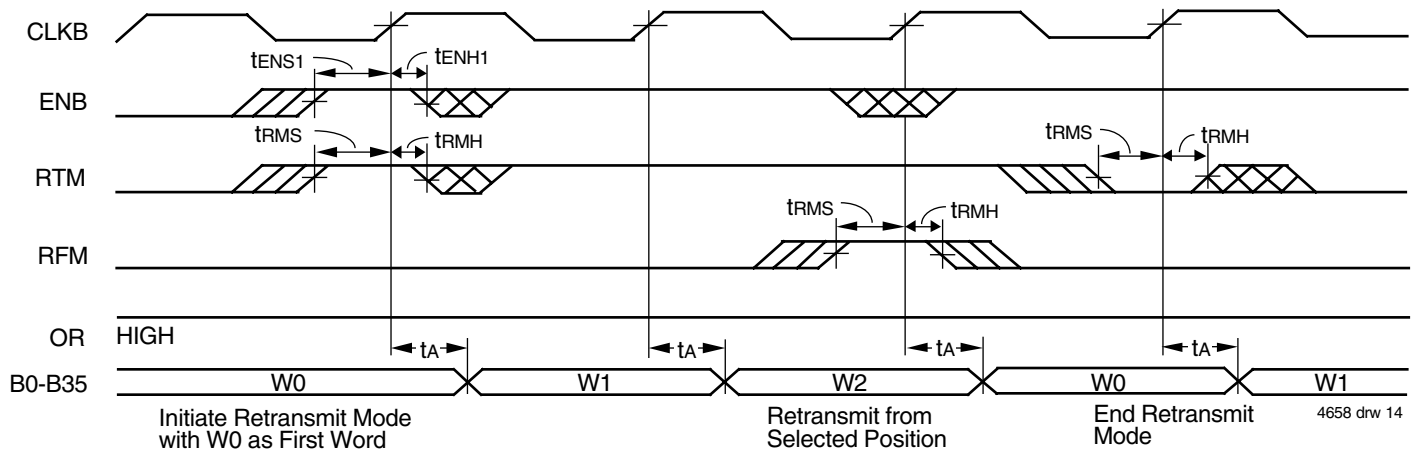 CLKB
tENS1
tENH1
ENB
tRMS
tRMH
tRMS
tRMH
RTM
tRMS
tRMH
RFM
OR
HIGH
tA
tA
tA
tA
B0-B35
W0
W1
W2
W0
W1
Initiate Retransmit Mode
with W0 as First Word
Retransmit from
Selected Position
End Retransmit
Mode
4658 drw 14